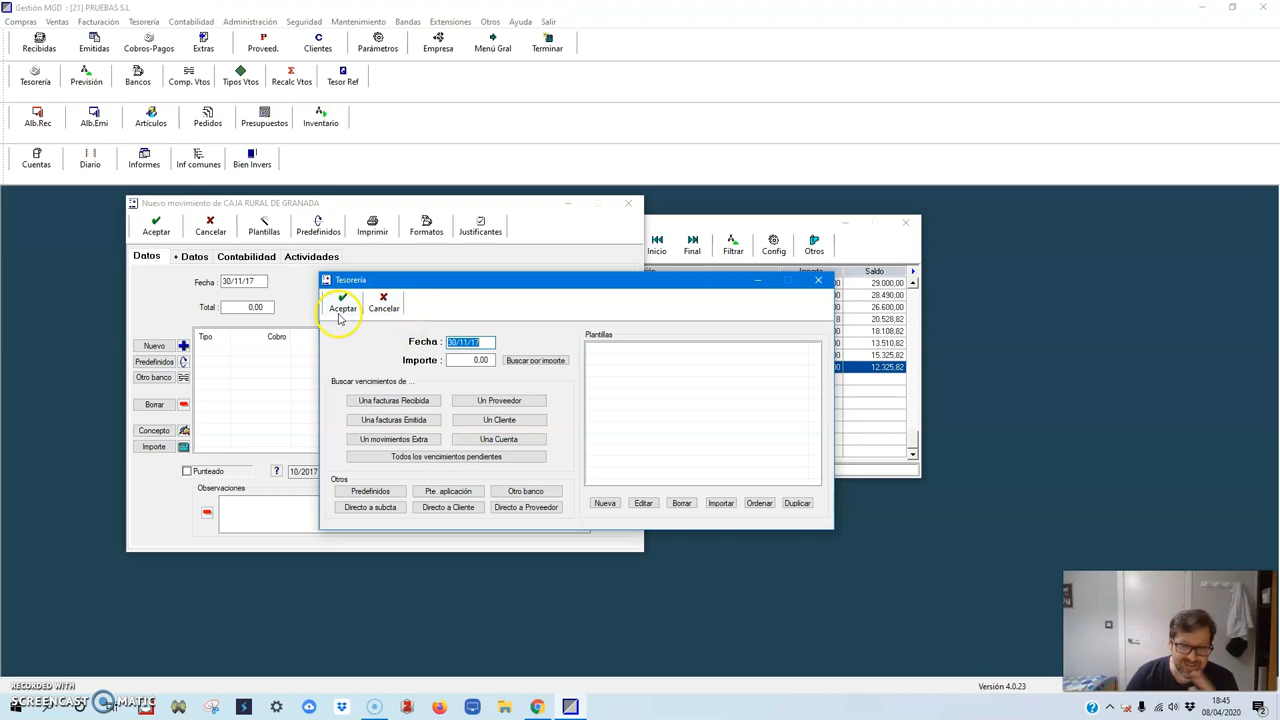 Gestión MGD : [21] PRUEBAS S.L
Compras Ventas Facturación Tesorería Contabilidad Administración Seguridad Mantenimiento Bandas Extensiones Otros Ayuda Salir
Recibidas Emitidas Cobros-Pagos Extras Proveed. Clientes Parámetros Empresa Menú Gral Terminar
Tesorería Previsión Bancos Comp. Vtos Tipos Vtos Recalc Vtos Tesor Ref
Alb.Rec Alb.Emi Artículos Pedidos Presupuestos Inventario
Cuentas Diario Informes Inf comunes Bien Invers
Nuevo movimiento de CAJA RURAL DE GRANADA
Aceptar Cancelar Plantillas Predefinidos Imprimir Formatos Justificantes
Datos + Datos Contabilidad Actividades
Fecha : 30/11/17
Total : 0,00
Tipo Cobro
Nuevo
Predefinidos
Otro banco
Borrar
Concepto
Importe
Punteado ? 10/2017
Observaciones
Inicio Final Filtrar Config Otros
Saldo
29.000,00
28.490,00
26.600,00
20.528,82
18.108,82
13.510,82
15.325,82
12.325,82
Tesorería
Aceptar Cancelar
Fecha : 30/11/17
Importe : 0,00 Buscar por importe
Buscar vencimientos de ...
Una facturas Recibida Un Proveedor
Una facturas Emitida Un Cliente
Un movimientos Extra Una Cuenta
Todos los vencimientos pendientes
Otros
Predefinidos Pte. aplicación Otro banco
Directo a subcta Directo a Cliente Directo a Proveedor
Plantillas
Nueva Editar Borrar Importar Ordenar Duplicar
Versión 4.0.23
RECORDED WITH
SCREENCAST MATIC
18:45
08/04/2020